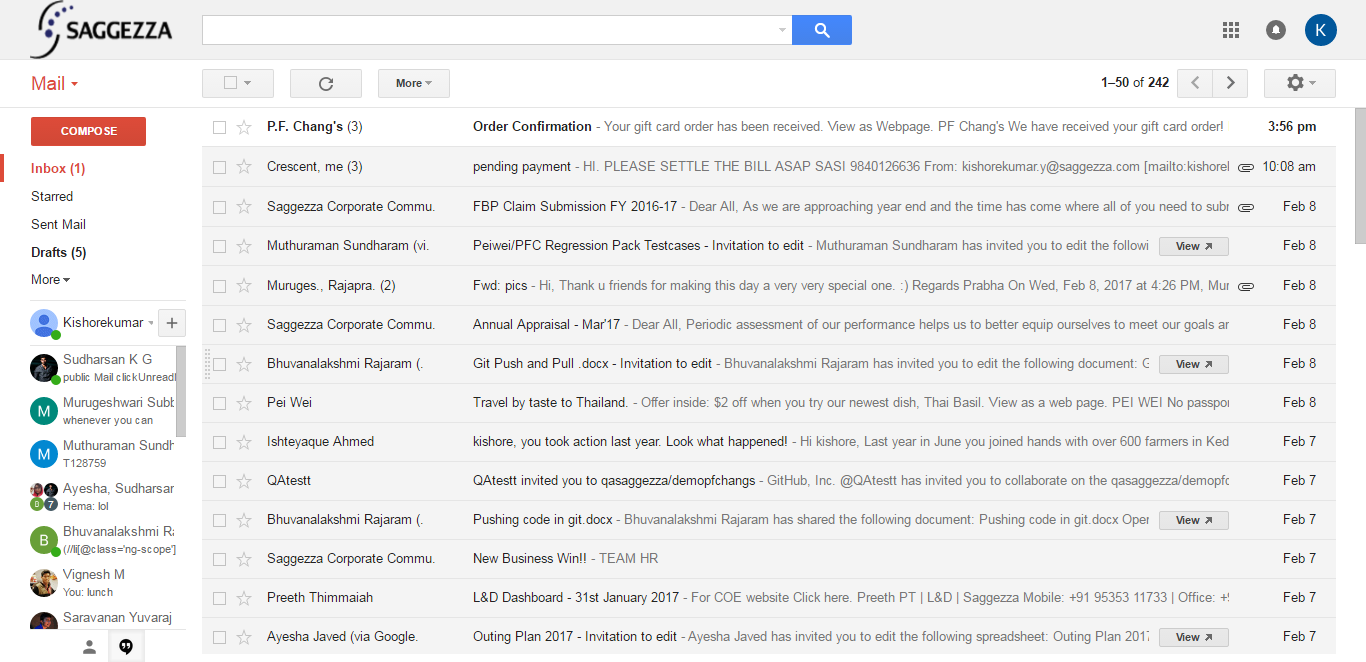 SAGGEZZA
K
Mail
More
1–50 of 242
COMPOSE
Inbox (1)
Starred
Sent Mail
Drafts (5)
More
Kishorekumar
+
Sudharsan K G
public Mail clickUnread
M
Murugeshwari Subb
whenever you can
M
Muthuraman Sundh
T128759
D 7
Ayesha, Sudharsar
Hema: lol
B
Bhuvanalakshmi Ra
(//li[@class='ng-scope']
Vignesh M
You: lunch
Saravanan Yuvaraj
P.F. Chang's (3) Order Confirmation - Your gift card order has been received. View as Webpage. PF Chang's We have received your gift card order! 3:56 pm
Crescent, me (3) pending payment - HI. PLEASE SETTLE THE BILL ASAP SASI 9840126636 From: kishorekumar.y@saggezza.com [mailto:kishorel 10:08 am
Saggezza Corporate Commu. FBP Claim Submission FY 2016-17 - Dear All, As we are approaching year end and the time has come where all of you need to subr Feb 8
Muthuraman Sundharam (vi. Peiwei/PFC Regression Pack Testcases - Invitation to edit - Muthuraman Sundharam has invited you to edit the followi View Feb 8
Muruges., Rajapra. (2) Fwd: pics - Hi, Thank u friends for making this day a very very special one. :) Regards Prabha On Wed, Feb 8, 2017 at 4:26 PM, Mur Feb 8
Saggezza Corporate Commu. Annual Appraisal - Mar'17 - Dear All, Periodic assessment of our performance helps us to better equip ourselves to meet our goals ar Feb 8
Bhuvanalakshmi Rajaram (. Git Push and Pull .docx - Invitation to edit - Bhuvanalakshmi Rajaram has invited you to edit the following document: G View Feb 8
Pei Wei Travel by taste to Thailand. - Offer inside: $2 off when you try our newest dish, Thai Basil. View as a web page. PEI WEI No passpor Feb 8
Ishteyaque Ahmed kishore, you took action last year. Look what happened! - Hi kishore, Last year in June you joined hands with over 600 farmers in Ked Feb 7
QAtestt QAtestt invited you to qasaggezza/demopfchangs - GitHub, Inc. @QAtestt has invited you to collaborate on the qasaggezza/demopfc Feb 7
Bhuvanalakshmi Rajaram (. Pushing code in git.docx - Bhuvanalakshmi Rajaram has shared the following document: Pushing code in git.docx Open View Feb 7
Saggezza Corporate Commu. New Business Win!! - TEAM HR Feb 7
Preeth Thimmaiah L&D Dashboard - 31st January 2017 - For COE website Click here. Preeth PT | L&D | Saggezza Mobile: +91 95353 11733 | Office: +9 Feb 7
Ayesha Javed (via Google. Outing Plan 2017 - Invitation to edit - Ayesha Javed has invited you to edit the following spreadsheet: Outing Plan 2017 View Feb 7